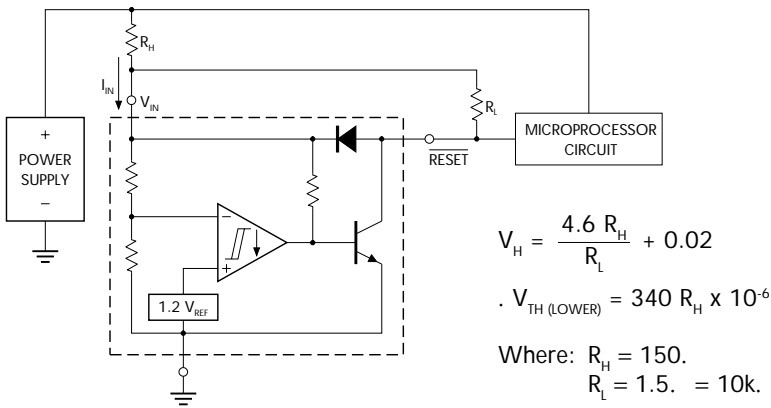 R_H
I_IN
V_IN
R_L
+
POWER
SUPPLY
−
RESET
MICROPROCESSOR
CIRCUIT
−
+
1.2 V_REF
V_H = 4.6 R_H / R_L + 0.02
. V_TH (LOWER) = 340 R_H x 10^-6
Where: R_H = 150.
R_L = 1.5. = 10k.